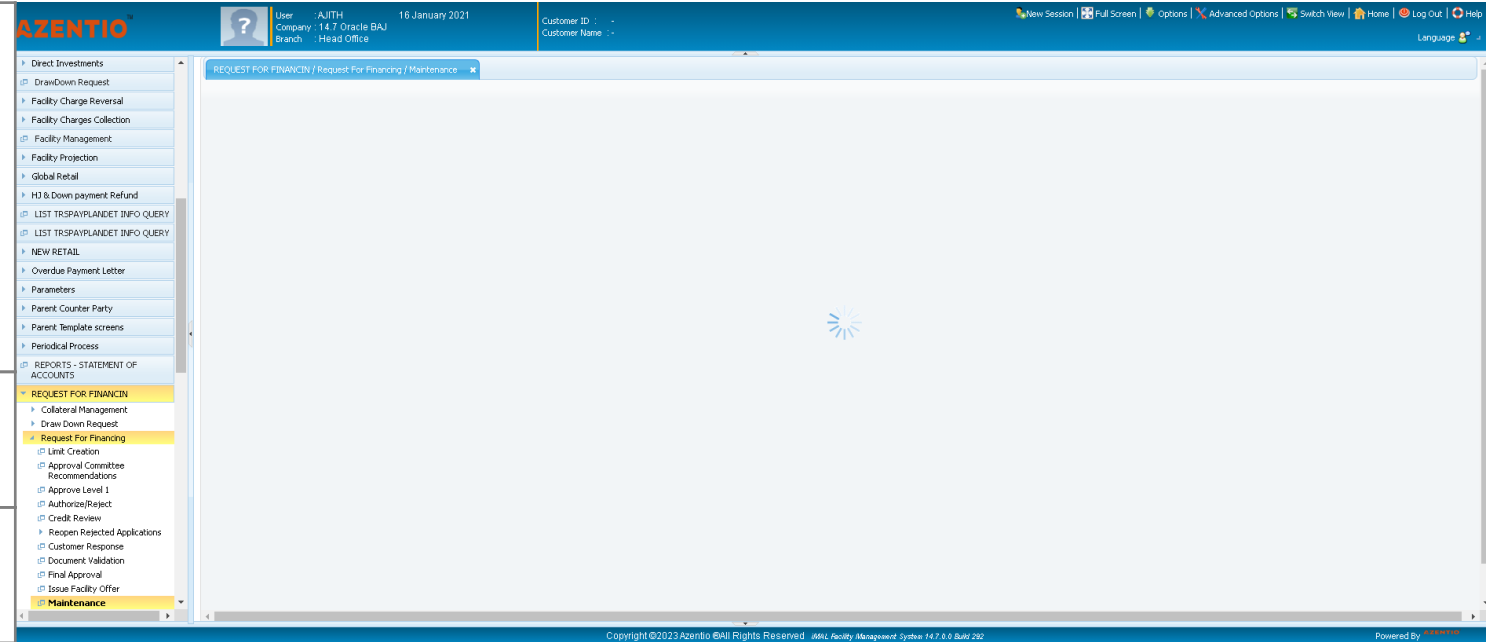 AZENTIO
User : AJITH 16 January 2021
Company : 14.7 Oracle BAJ
Branch : Head Office
Customer ID : -
Customer Name : -
New Session | Full Screen | Options | Advanced Options | Switch View | Home | Log Out | Help
Language
Direct Investments
DrawDown Request
Facility Charge Reversal
Facility Charges Collection
Facility Management
Facility Projection
Global Retail
HJ & Down payment Refund
LIST TRSPAYPLANDET INFO QUERY
LIST TRSPAYPLANDET INFO QUERY
NEW RETAIL
Overdue Payment Letter
Parameters
Parent Counter Party
Parent Template screens
Periodical Process
REPORTS - STATEMENT OF
ACCOUNTS
REQUEST FOR FINANCIN
Collateral Management
Draw Down Request
Request For Financing
Limit Creation
Approval Committee
Recommendations
Approve Level 1
Authorize/Reject
Credit Review
Reopen Rejected Applications
Customer Response
Document Validation
Final Approval
Issue Facility Offer
Maintenance
REQUEST FOR FINANCIN / Request For Financing / Maintenance
Copyright ©2023 Azentio ®All Rights Reserved iMAL Facility Management System 14.7.0.0 Build 292
Powered By AZENTIO